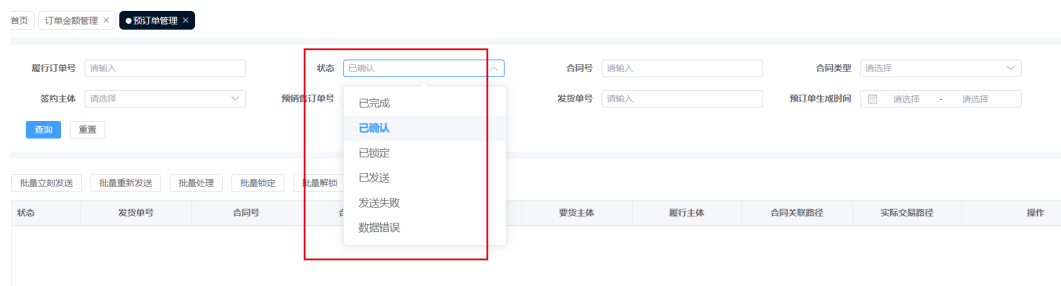 首页 订单金额管理 × ●预订单管理 ×
履行订单号 请输入 状态 已确认 合同号 请输入 合同类型 请选择
签约主体 请选择 预销售订单号 发货单号 请输入 预订单生成时间 请选择 - 请选择
已完成
查询 重置
已确认
已锁定
批量立刻发送 批量重新发送 批量处理 批量锁定 批量解锁
已发送
发送失败
状态 发货单号 合同号 要货主体 履行主体 合同关联路径 实际交易路径 操作
数据错误